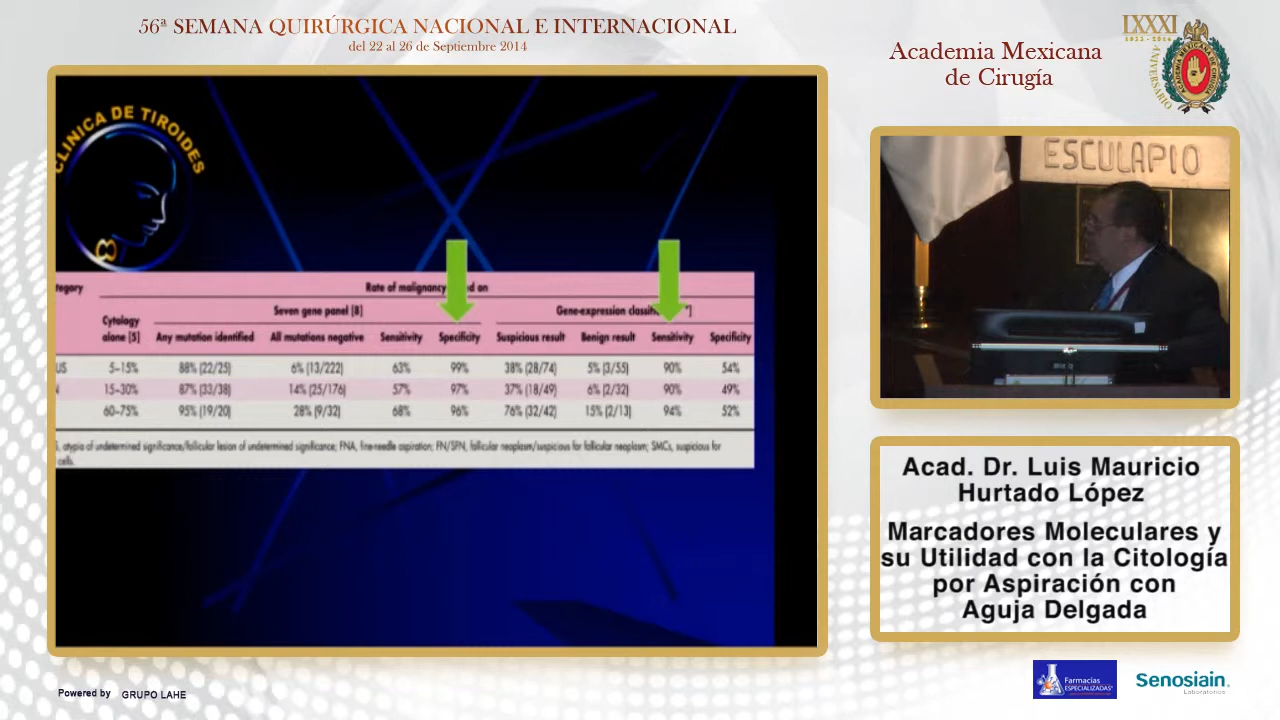 56ª SEMANA QUIRÚRGICA NACIONAL E INTERNACIONAL
del 22 al 26 de Septiembre 2014
Academia Mexicana
de Cirugía
LXXXI
1933 - 2014
ANIVERSARIO
CLINICA DE TIROIDES
tegory
Rate of malignancy
d on
Seven gene panel [8]
Gene-expression classifi
Cytology
alone [5]
Any mutation identified
All mutations negative
Sensitivity
Specificity
Suspicious result
Benign result
Sensitivity
Specificity
US 5–15% 88% (22/25) 6% (13/222) 63% 99% 38% (28/74) 5% (3/55) 90% 54%
N 15–30% 87% (33/38) 14% (25/176) 57% 97% 37% (18/49) 6% (2/32) 90% 49%
60–75% 95% (19/20) 28% (9/32) 68% 96% 76% (32/42) 15% (2/13) 94% 52%
S, atypia of undetermined significance/follicular lesion of undetermined significance; FNA, fine-needle aspiration; FN/SFN, follicular neoplasm/suspicious for follicular neoplasm; SMCs, suspicious for
cells.
ESCULAPIO
Acad. Dr. Luis Mauricio
Hurtado López
Marcadores Moleculares y
su Utilidad con la Citología
por Aspiración con
Aguja Delgada
Powered by GRUPO LAHE
Farmacias
ESPECIALIZADAS
Senosiain.
Laboratorios